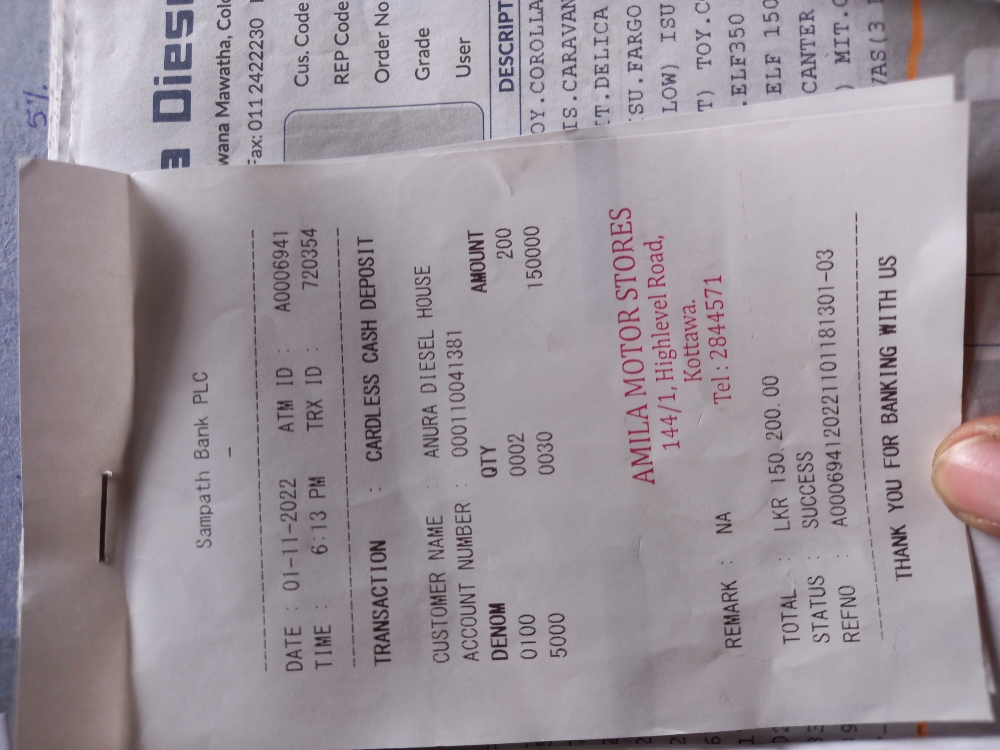 Diesel
wana Mawatha, Colo
Fax: 011 2422230
Cus. Code
REP Code
Order No
Grade
User
DESCRIPT
OY.COROLLA
IS.CARAVAN
T.DELICA
SU.FARGO
LOW) ISU
T) TOY.C
.ELF350
ELF 150
CANTER
) MIT.C
5%
Sampath Bank PLC
DATE : 01-11-2022 ATM ID : A0006941
TIME : 6:13 PM TRX ID : 720354
TRANSACTION : CARDLESS CASH DEPOSIT
CUSTOMER NAME : ANURA DIESEL HOUSE
ACCOUNT NUMBER : 000110041381
DENOM QTY AMOUNT
0100 0002 200
5000 0030 150000
AMILA MOTOR STORES
144/1, Highlevel Road,
Kottawa.
Tel : 2844571
REMARK : NA
TOTAL : LKR 150,200.00
STATUS : SUCCESS
REFNO : A000694120221101181301-03
THANK YOU FOR BANKING WITH US